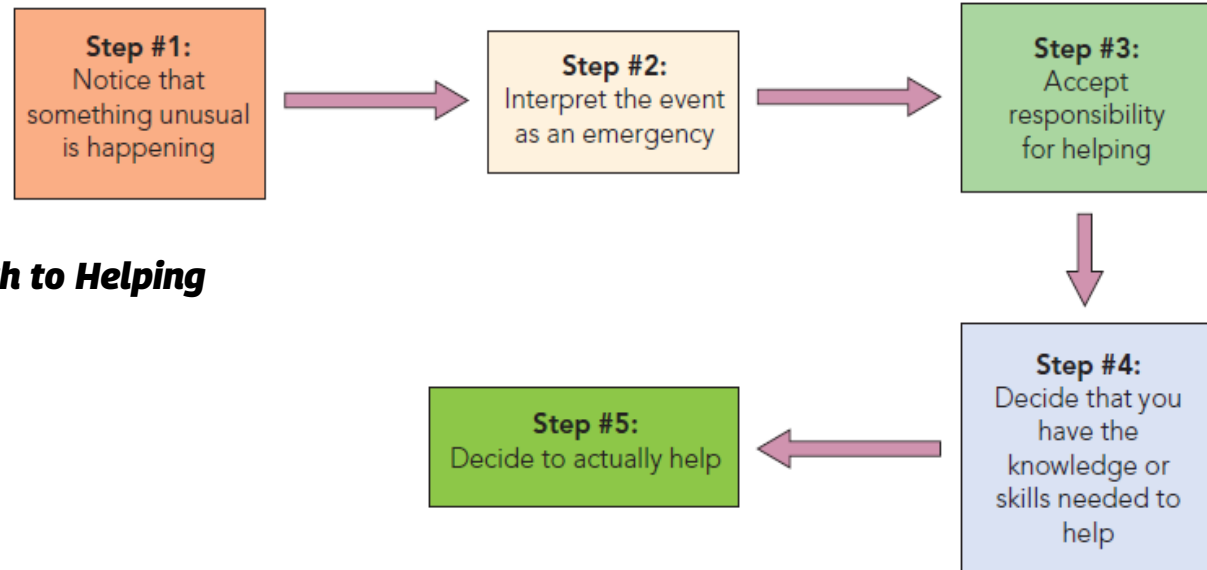 Step #1:
Notice that
something unusual
is happening
Step #2:
Interpret the event
as an emergency
Step #3:
Accept
responsibility
for helping
h to Helping
Step #4:
Decide that you
have the
knowledge or
skills needed to
help
Step #5:
Decide to actually help